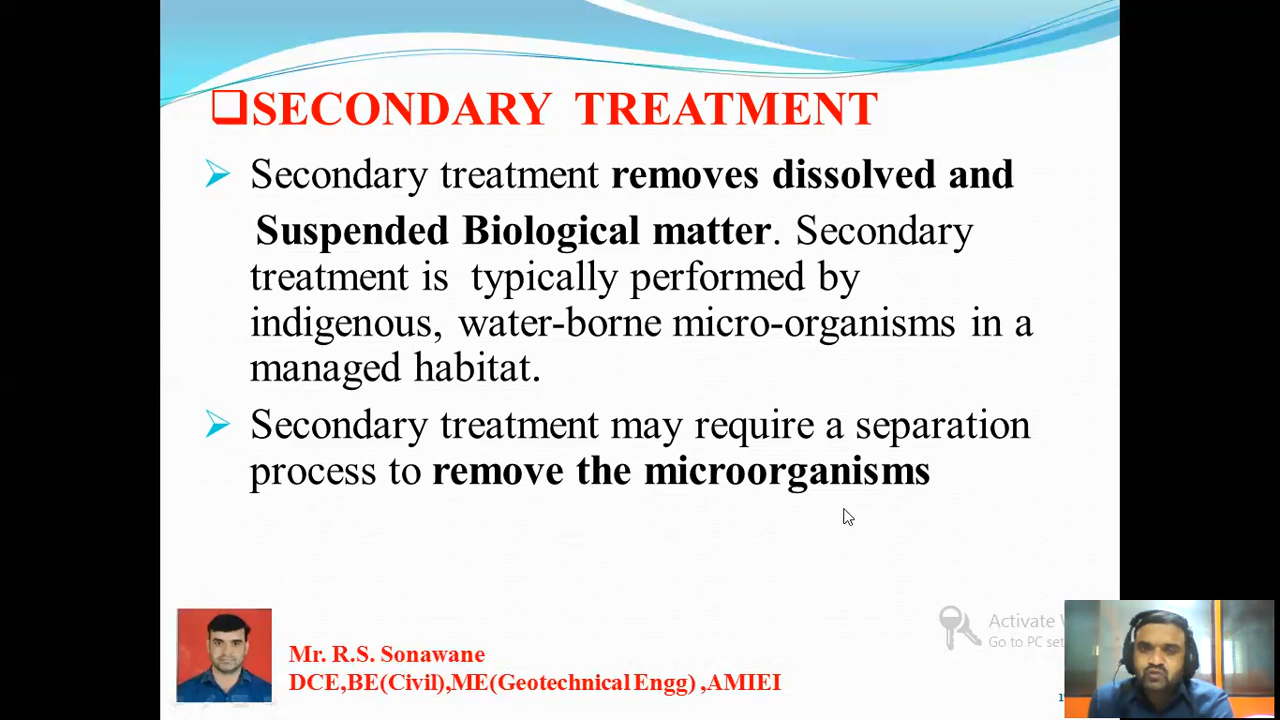 SECONDARY TREATMENT
Secondary treatment removes dissolved and
Suspended Biological matter. Secondary
treatment is typically performed by
indigenous, water-borne micro-organisms in a
managed habitat.
Secondary treatment may require a separation
process to remove the microorganisms
Activate
Go to PC set
Mr. R.S. Sonawane
DCE,BE(Civil),ME(Geotechnical Engg) ,AMIEI